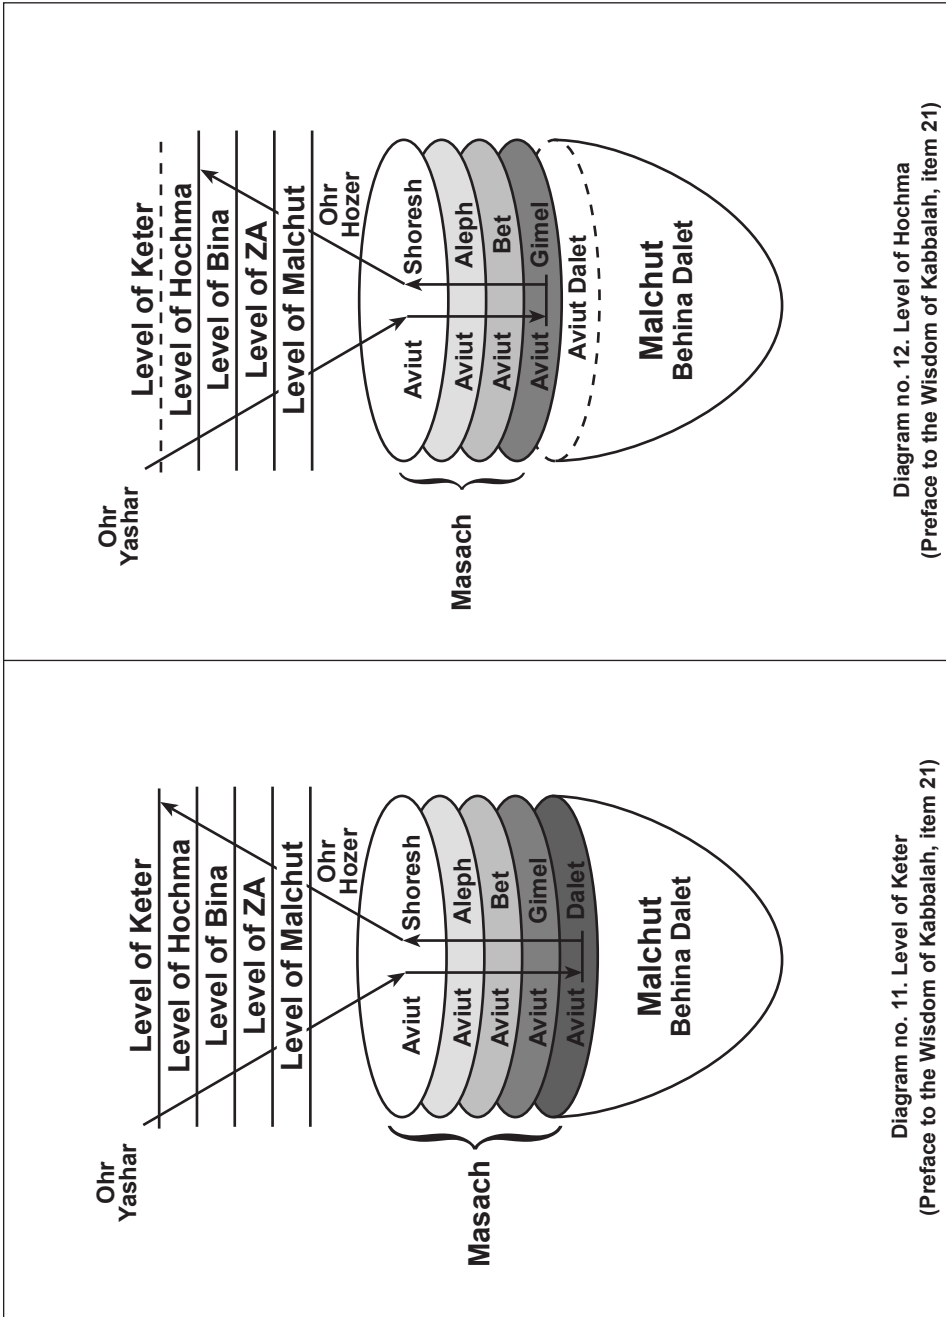 Ohr
Yashar
Level of Keter
Level of Hochma
Level of Bina
Level of ZA
Level of Malchut
Ohr
Hozer
Aviut Shoresh
Aviut Aleph
Aviut Bet
Aviut Gimel
Aviut Dalet
Masach
Malchut
Behina Dalet
Diagram no. 11. Level of Keter
(Preface to the Wisdom of Kabbalah, item 21)
Ohr
Yashar
Level of Keter
Level of Hochma
Level of Bina
Level of ZA
Level of Malchut
Ohr
Hozer
Aviut Shoresh
Aviut Aleph
Aviut Bet
Aviut Gimel
Aviut Dalet
Masach
Malchut
Behina Dalet
Diagram no. 12. Level of Hochma
(Preface to the Wisdom of Kabbalah, item 21)